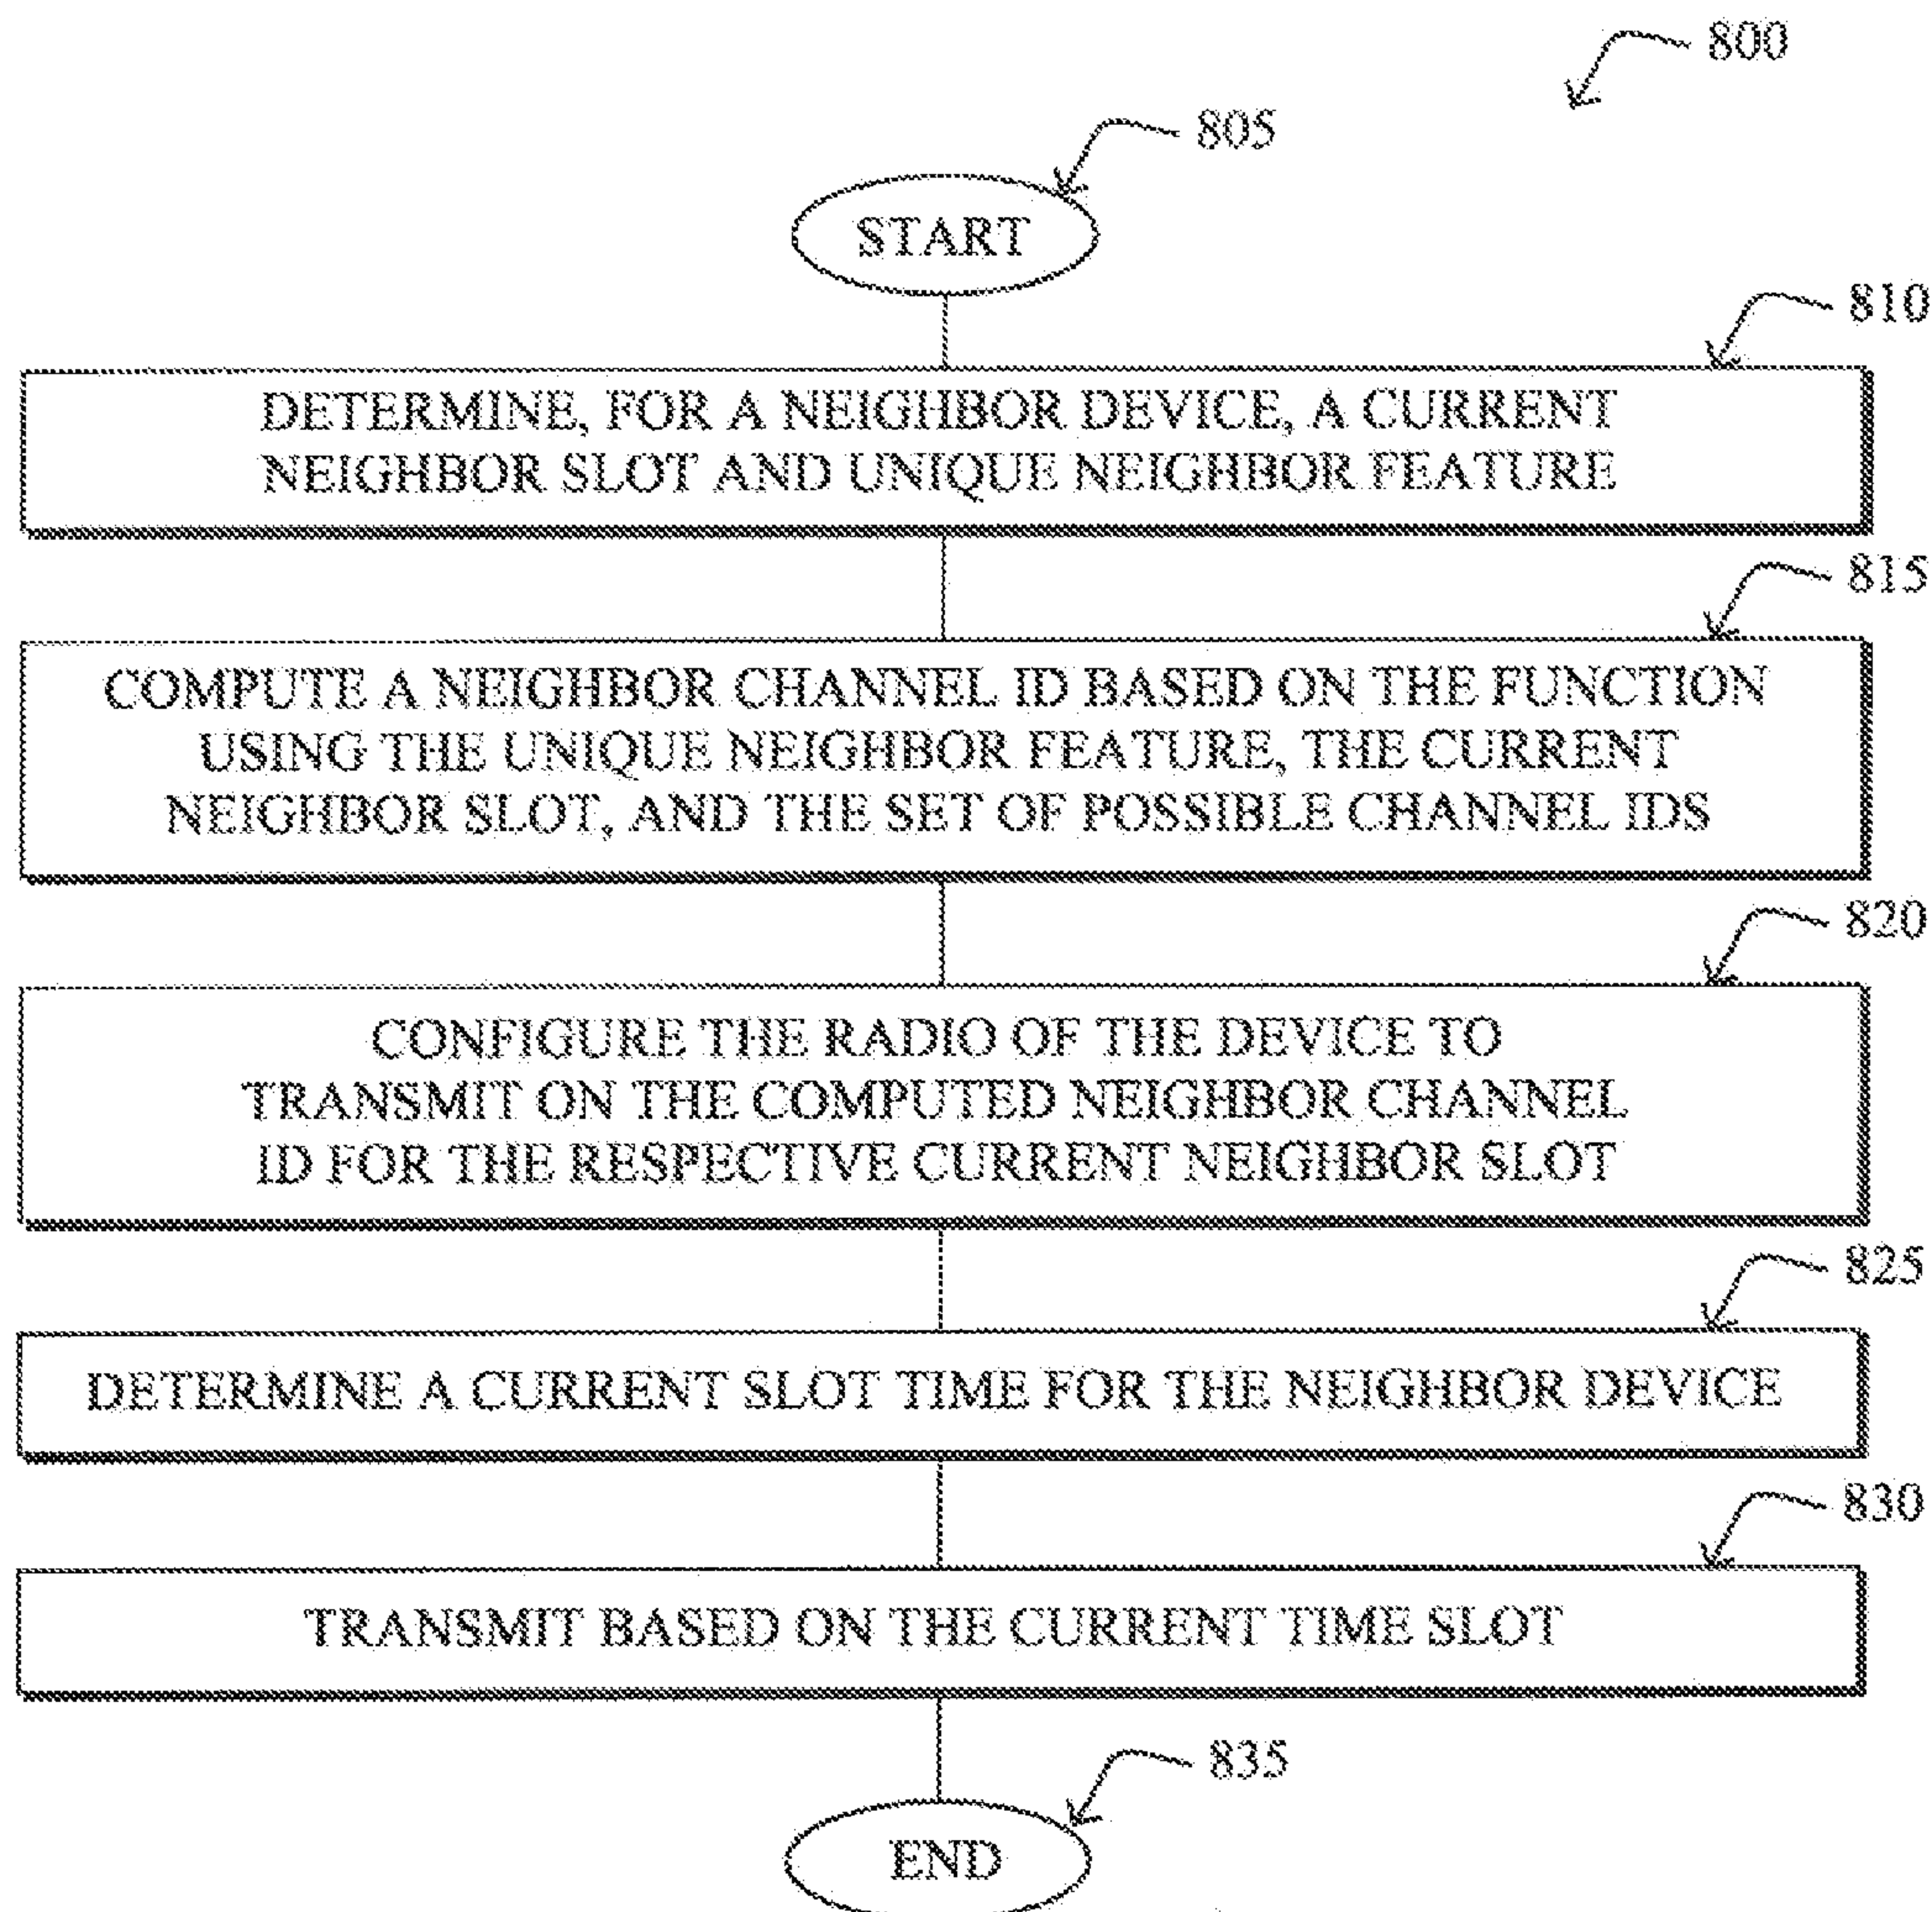 800
805
START
810
DETERMINE, FOR A NEIGHBOR DEVICE, A CURRENT
NEIGHBOR SLOT AND UNIQUE NEIGHBOR FEATURE
815
COMPUTE A NEIGHBOR CHANNEL ID BASED ON THE FUNCTION
USING THE UNIQUE NEIGHBOR FEATURE, THE CURRENT
NEIGHBOR SLOT, AND THE SET OF POSSIBLE CHANNEL IDS
820
CONFIGURE THE RADIO OF THE DEVICE TO
TRANSMIT ON THE COMPUTED NEIGHBOR CHANNEL
ID FOR THE RESPECTIVE CURRENT NEIGHBOR SLOT
825
DETERMINE A CURRENT SLOT TIME FOR THE NEIGHBOR DEVICE
830
TRANSMIT BASED ON THE CURRENT TIME SLOT
835
END